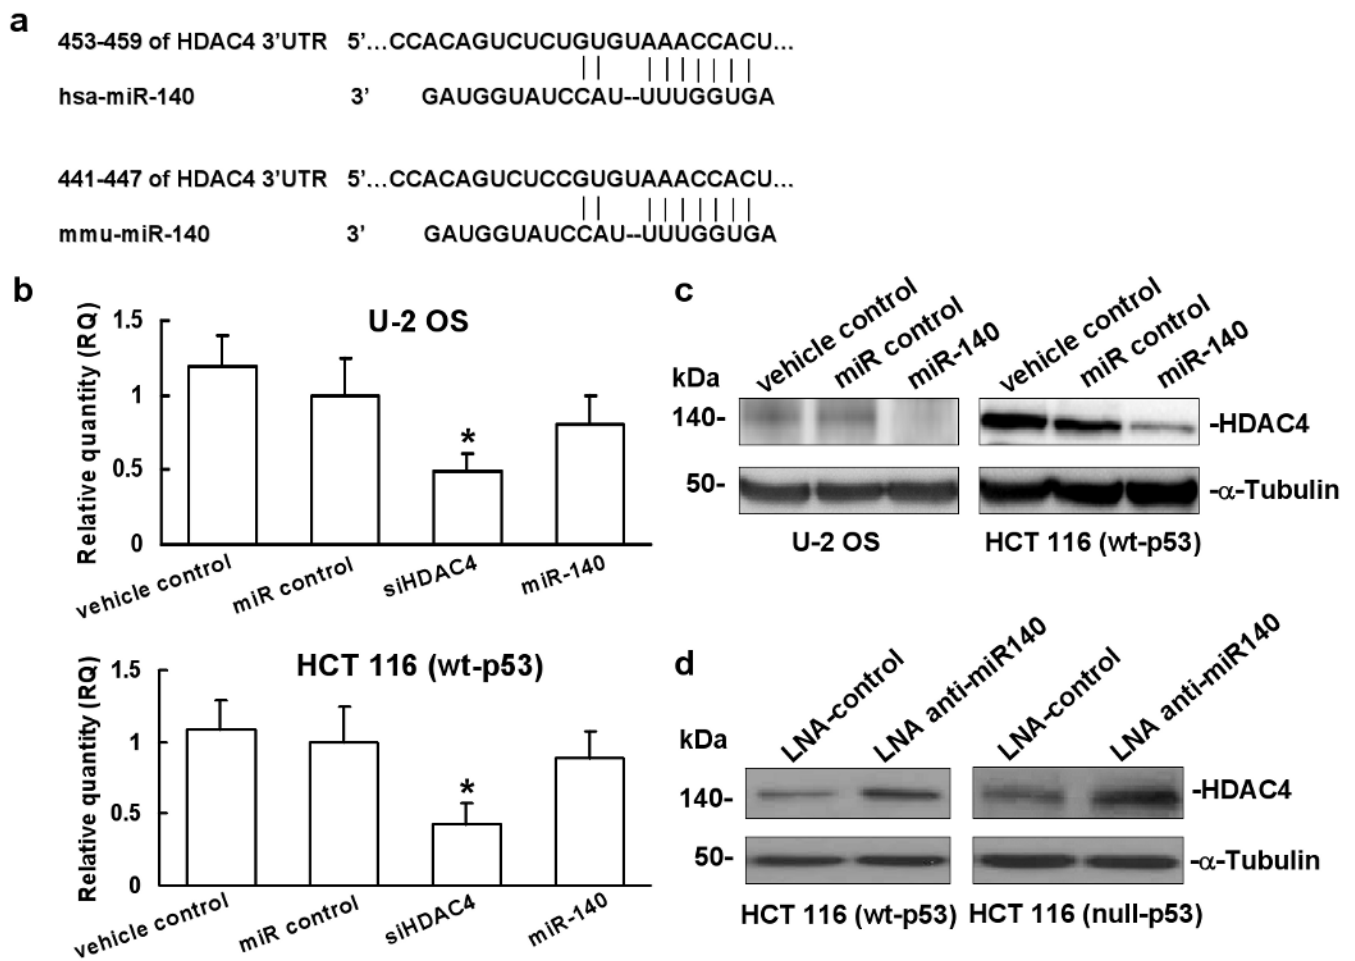 a
453-459 of HDAC4 3'UTR 5'...CCACAGUCUCUGUGUAAACCACU...
hsa-miR-140 3' GAUGGUAUCCAU--UUUGGUGA
441-447 of HDAC4 3'UTR 5'...CCACAGUCUCCGUGUAAACCACU...
mmu-miR-140 3' GAUGGUAUCCAU--UUUGGUGA
b
U-2 OS
Relative quantity (RQ)
1.5
1
0.5
0
*
vehicle control
miR control
siHDAC4
miR-140
HCT 116 (wt-p53)
Relative quantity (RQ)
1.5
1
0.5
0
*
vehicle control
miR control
siHDAC4
miR-140
c
vehicle control
miR control
miR-140
vehicle control
miR control
miR-140
kDa
140-
-HDAC4
50-
-α-Tubulin
U-2 OS
HCT 116 (wt-p53)
d
LNA-control
LNA anti-miR140
LNA-control
LNA anti-miR140
kDa
140-
-HDAC4
50-
-α-Tubulin
HCT 116 (wt-p53)
HCT 116 (null-p53)